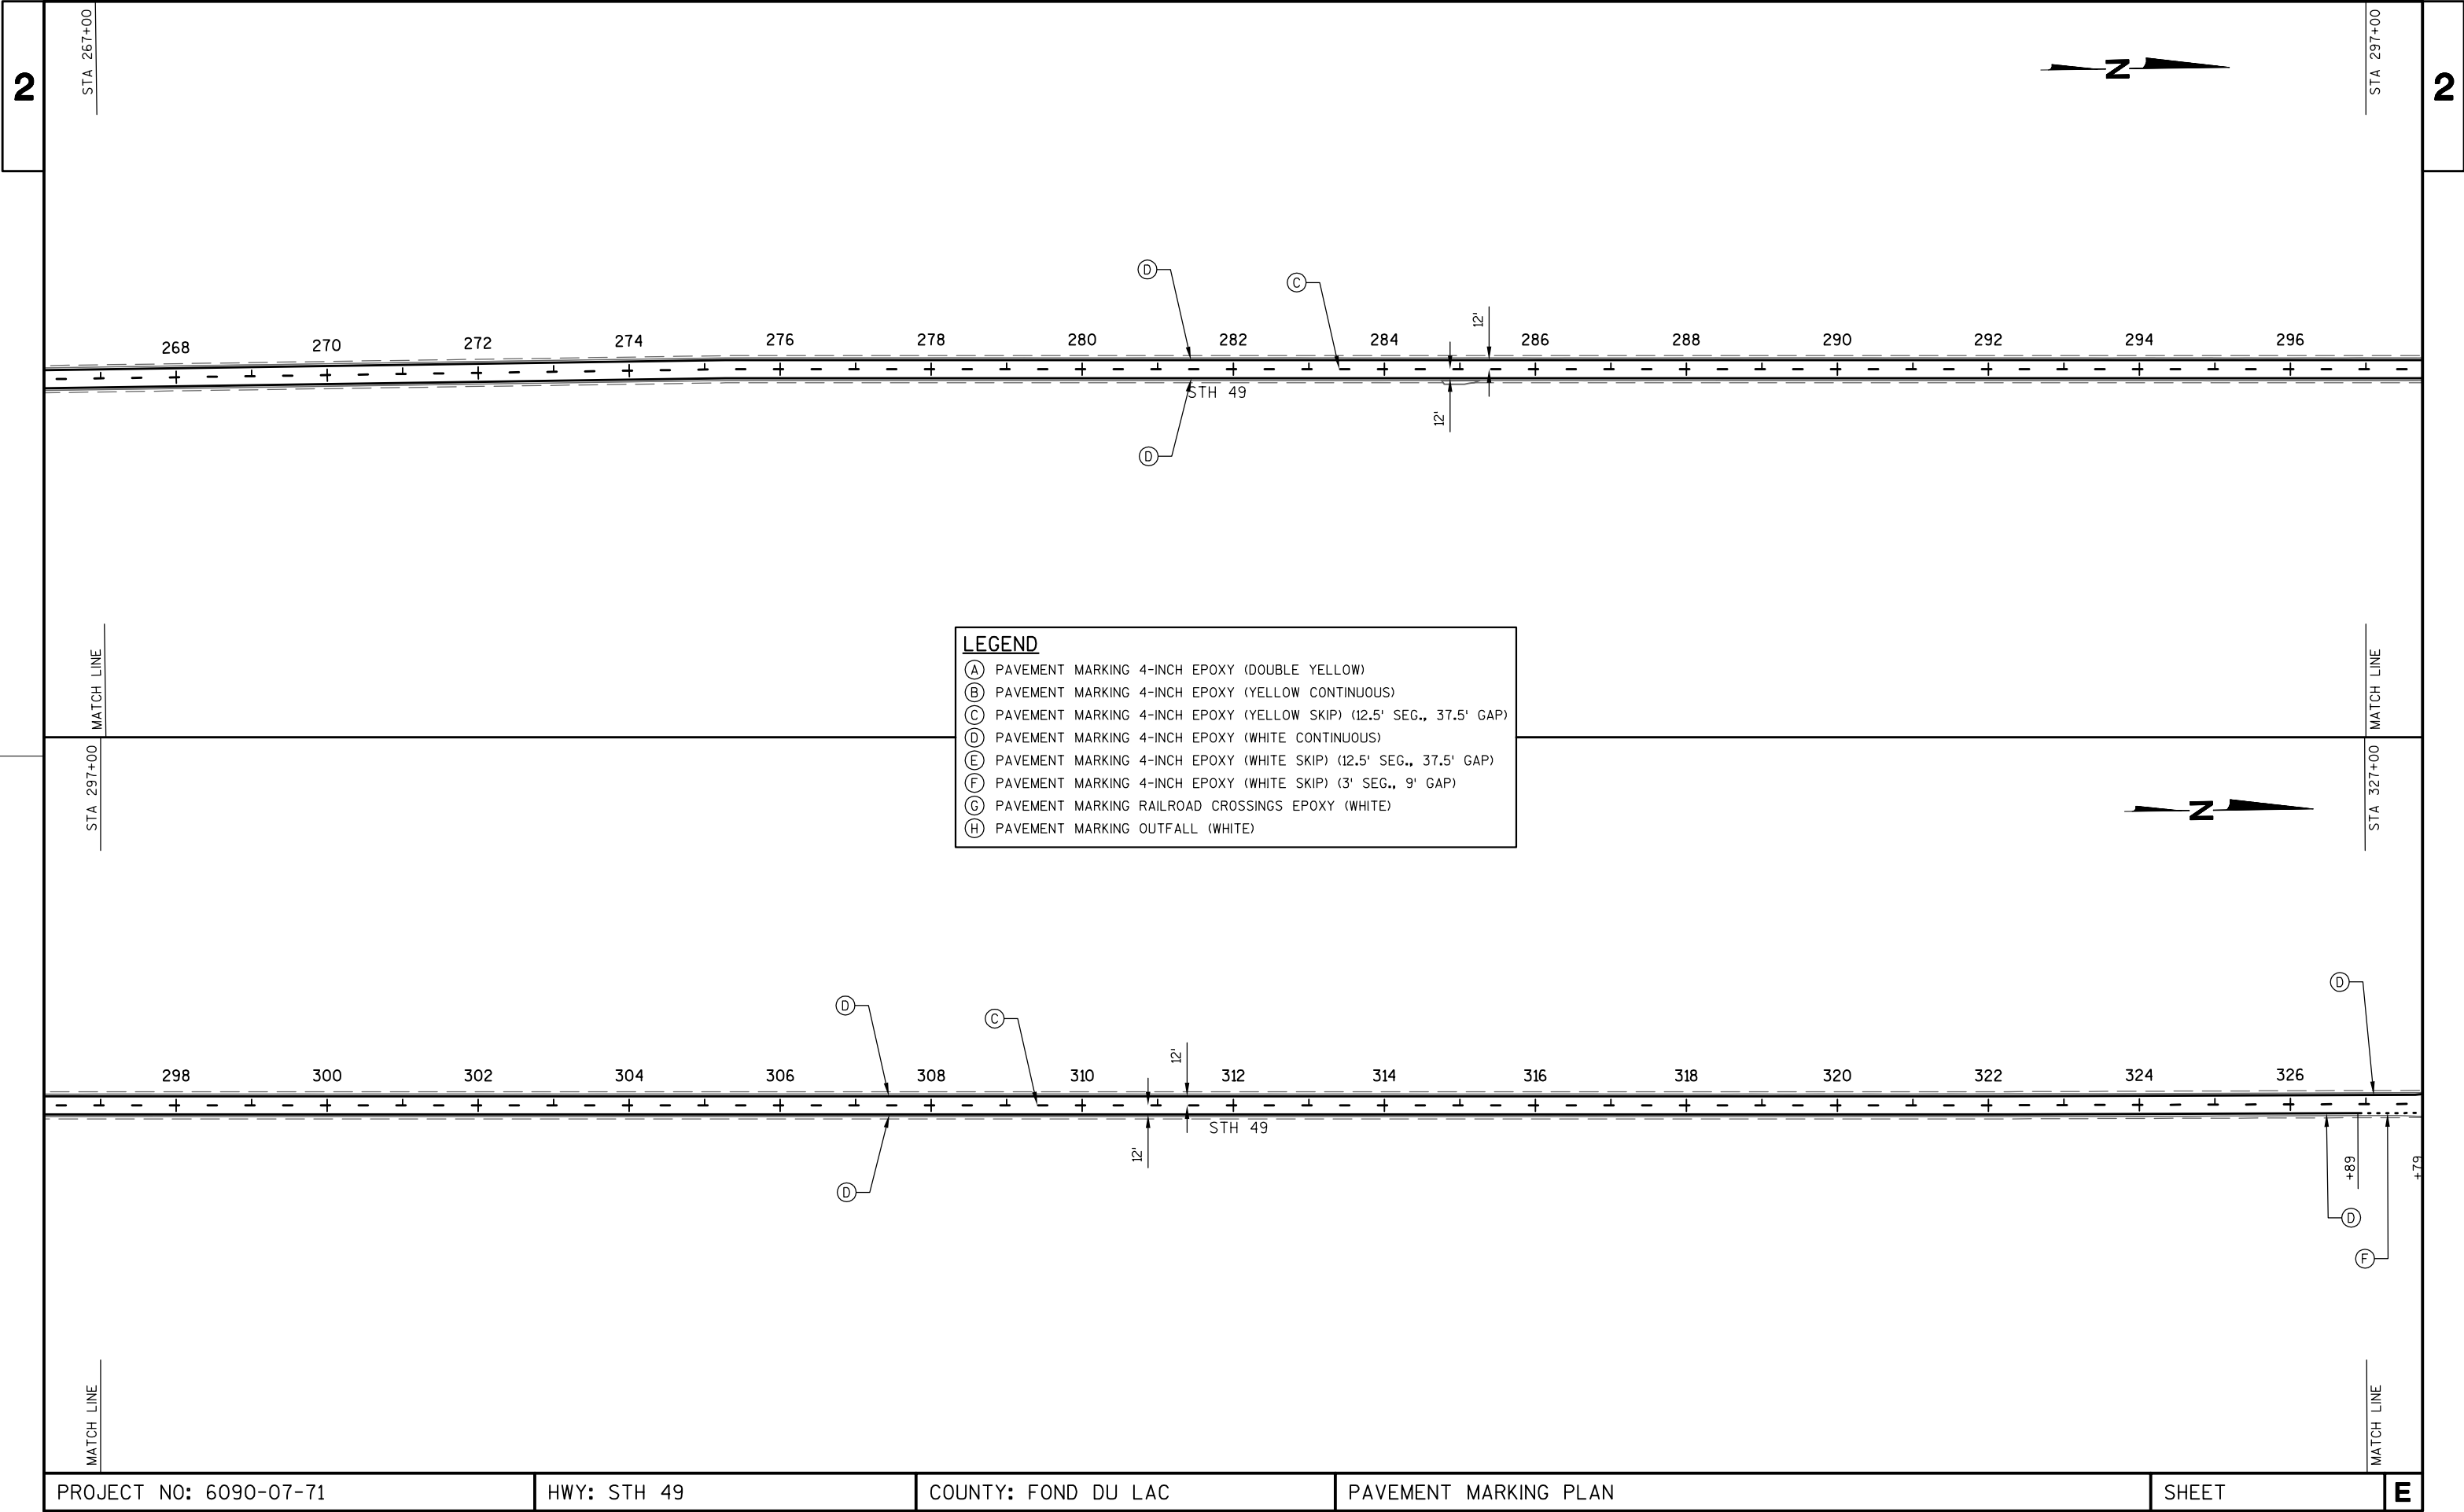 2
STA 267+00
N
STA 297+00
2
D
C
12'
268 270 272 274 276 278 280 282 284 286 288 290 292 294 296
STH 49
12'
D
MATCH LINE
MATCH LINE
LEGEND
A PAVEMENT MARKING 4-INCH EPOXY (DOUBLE YELLOW)
B PAVEMENT MARKING 4-INCH EPOXY (YELLOW CONTINUOUS)
C PAVEMENT MARKING 4-INCH EPOXY (YELLOW SKIP) (12.5' SEG., 37.5' GAP)
D PAVEMENT MARKING 4-INCH EPOXY (WHITE CONTINUOUS)
E PAVEMENT MARKING 4-INCH EPOXY (WHITE SKIP) (12.5' SEG., 37.5' GAP)
F PAVEMENT MARKING 4-INCH EPOXY (WHITE SKIP) (3' SEG., 9' GAP)
G PAVEMENT MARKING RAILROAD CROSSINGS EPOXY (WHITE)
H PAVEMENT MARKING OUTFALL (WHITE)
STA 297+00
N
STA 327+00
D
D
C
12'
298 300 302 304 306 308 310 312 314 316 318 320 322 324 326
STH 49
12'
+89
+79
D
D
F
MATCH LINE
MATCH LINE
PROJECT NO: 6090-07-71
HWY: STH 49
COUNTY: FOND DU LAC
PAVEMENT MARKING PLAN
SHEET
E